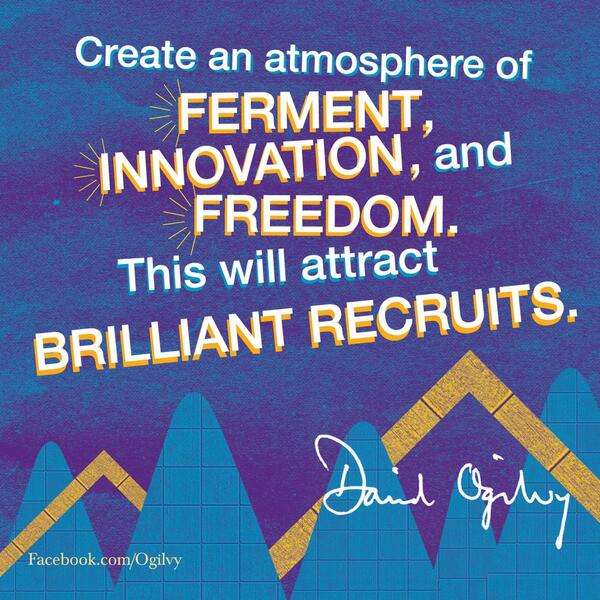 Create an atmosphere of
FERMENT,
INNOVATION, and
FREEDOM.
This will attract
BRILLIANT RECRUITS.
David Ogilvy
Facebook.com/Ogilvy